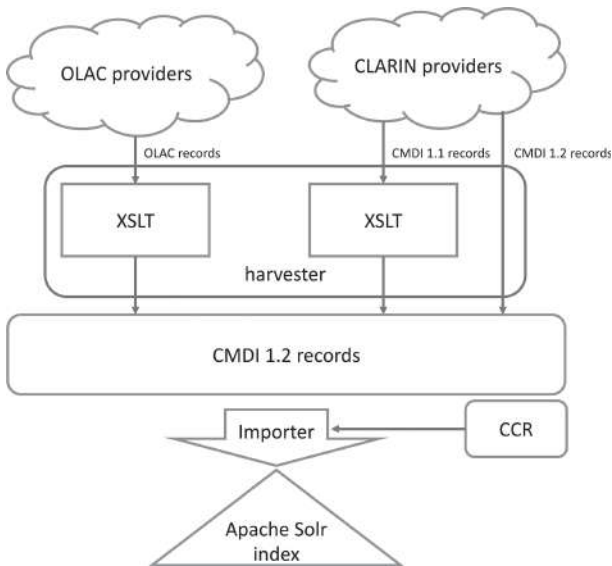 OLAC providers
CLARIN providers
OLAC records
CMDI 1.1 records
CMDI 1.2 records
XSLT
XSLT
harvester
CMDI 1.2 records
Importer
CCR
Apache Solr
index